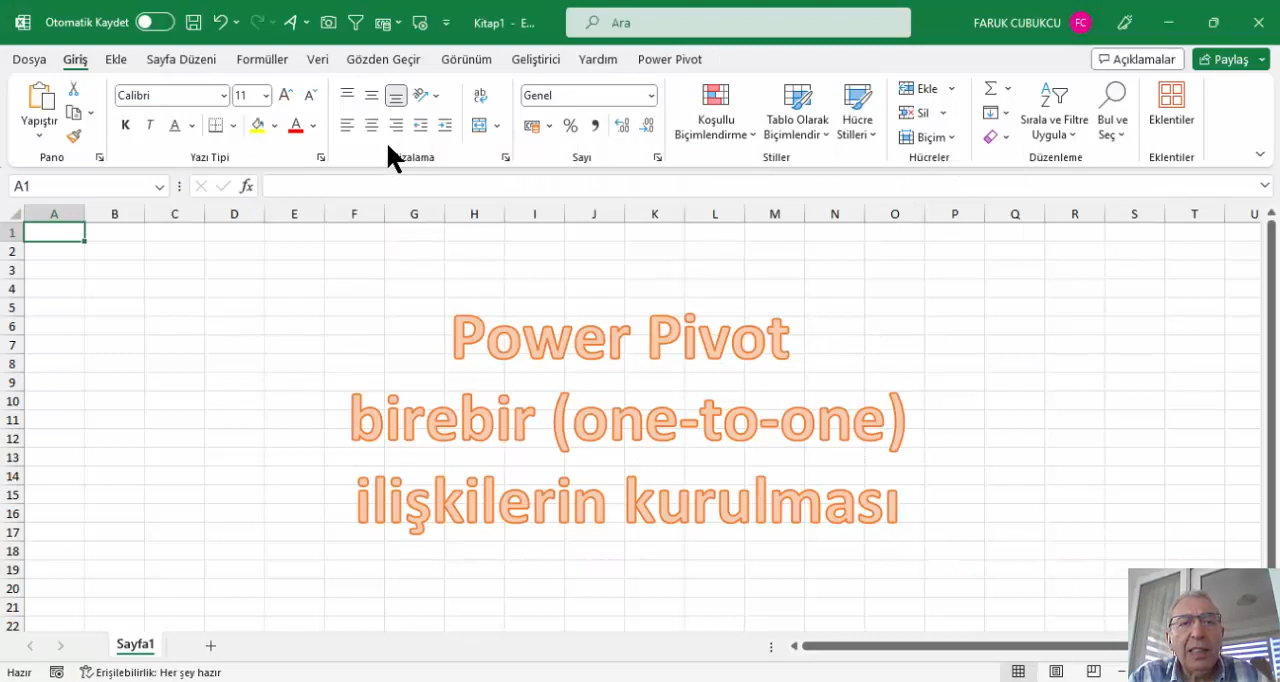 Otomatik Kaydet
Kitap1 - E...
Ara
FARUK CUBUKCU
FC
Dosya Giriş Ekle Sayfa Düzeni Formüller Veri Gözden Geçir Görünüm Geliştirici Yardım Power Pivot
Açıklamalar
Paylaş
Yapıştır
Pano
Calibri
11
K T A
Yazı Tipi
Hizalama
Genel
Sayı
Koşullu
Biçimlendirme
Tablo Olarak
Biçimlendir
Hücre
Stilleri
Stiller
Ekle
Sil
Biçim
Hücreler
Sırala ve Filtre
Uygula
Bul ve
Seç
Düzenleme
Eklentiler
Eklentiler
A1
fx
A B C D E F G H I J K L M N O P Q R S T U
1
2
3
4
5
6
7
8
9
10
11
12
13
14
15
16
17
18
19
20
21
22
Power Pivot
birebir (one-to-one)
ilişkilerin kurulması
Sayfa1
Hazır
Erişilebilirlik: Her şey hazır